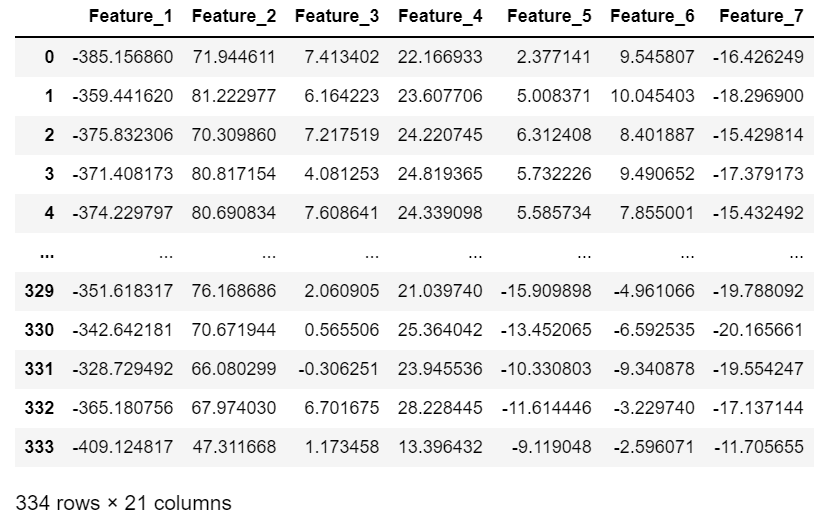 Feature_1 Feature_2 Feature_3 Feature_4 Feature_5 Feature_6 Feature_7
0 -385.156860 71.944611 7.413402 22.166933 2.377141 9.545807 -16.426249
1 -359.441620 81.222977 6.164223 23.607706 5.008371 10.045403 -18.296900
2 -375.832306 70.309860 7.217519 24.220745 6.312408 8.401887 -15.429814
3 -371.408173 80.817154 4.081253 24.819365 5.732226 9.490652 -17.379173
4 -374.229797 80.690834 7.608641 24.339098 5.585734 7.855001 -15.432492
... ... ... ... ... ... ... ...
329 -351.618317 76.168686 2.060905 21.039740 -15.909898 -4.961066 -19.788092
330 -342.642181 70.671944 0.565506 25.364042 -13.452065 -6.592535 -20.165661
331 -328.729492 66.080299 -0.306251 23.945536 -10.330803 -9.340878 -19.554247
332 -365.180756 67.974030 6.701675 28.228445 -11.614446 -3.229740 -17.137144
333 -409.124817 47.311668 1.173458 13.396432 -9.119048 -2.596071 -11.705655
334 rows × 21 columns